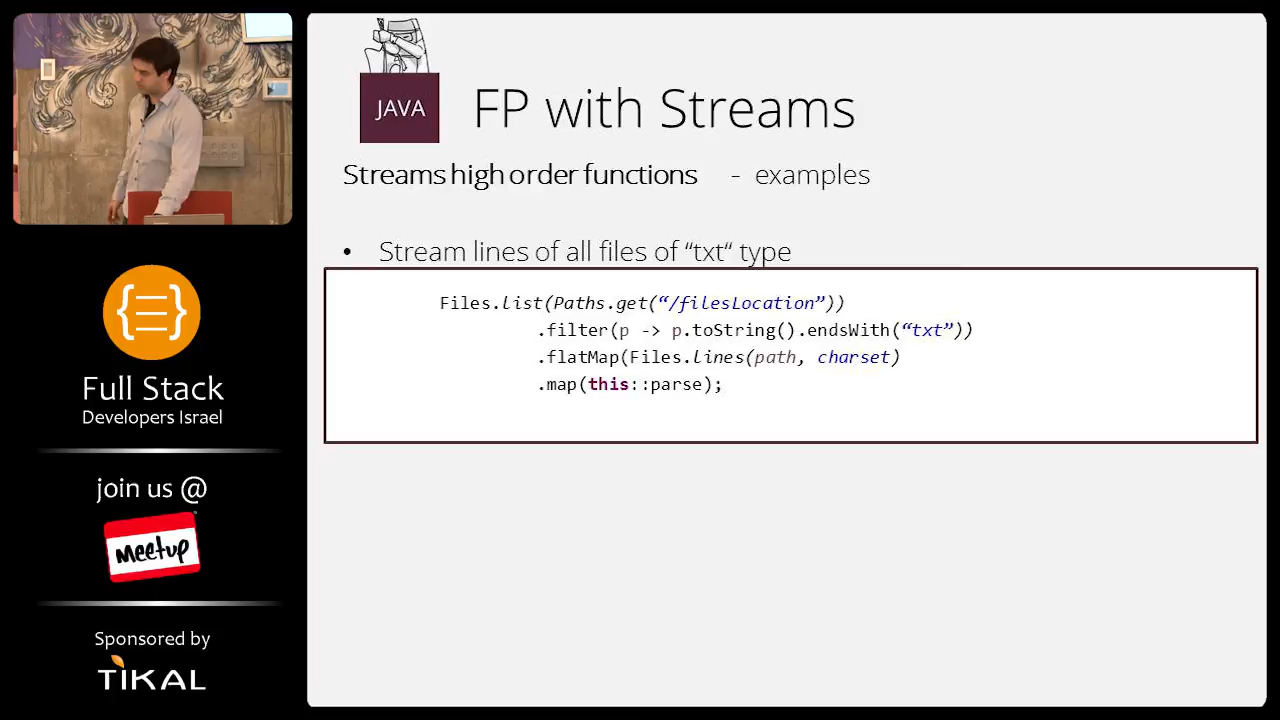 JAVA
FP with Streams
Streams high order functions - examples
• Stream lines of all files of “txt“ type
Files.list(Paths.get(“/filesLocation”))
.filter(p -> p.toString().endsWith(“txt”))
.flatMap(Files.lines(path, charset)
.map(this::parse);
{ }
Full Stack
Developers Israel
join us @
meetup
Sponsored by
TIKAL